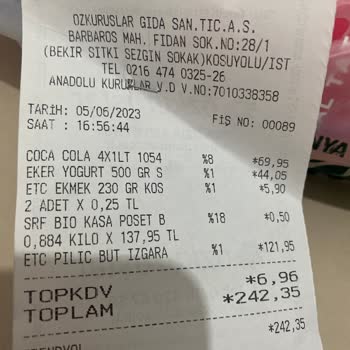 OZKURUSLAR GIDA SAN.TIC.A.S.
BARBAROS MAH. FIDAN SOK.NO:28/1
(BEKIR SITKI SEZGIN SOKAK)KOSUYOLU/IST
TEL 0216 474 0325-26
ANADOLU KURUMLAR V.D V.NO:7010338358
TARİH: 05/06/2023
SAAT : 16:56:44
FİŞ NO: 00089
COCA COLA 4X1LT 1054 %8 *69,95
EKER YOGURT 500 GR S %1 *44,05
ETC EKMEK 230 GR KOS %1 *5,90
2 ADET X 0,25 TL
SRF BIO KASA POSET B %18 *0,50
0,884 KILO X 137,95 TL
ETC PILIC BUT IZGARA %1 *121,95
TOPKDV *6,96
TOPLAM *242,35
*242,35